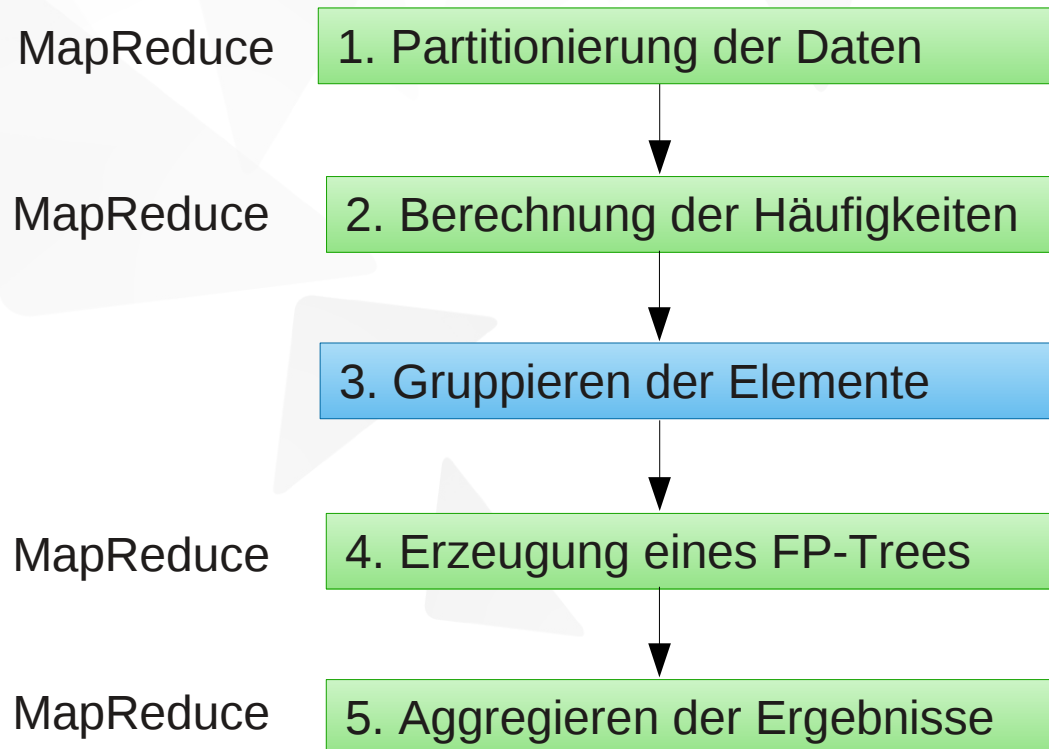 MapReduce 1. Partitionierung der Daten
MapReduce 2. Berechnung der Häufigkeiten
3. Gruppieren der Elemente
MapReduce 4. Erzeugung eines FP-Trees
MapReduce 5. Aggregieren der Ergebnisse